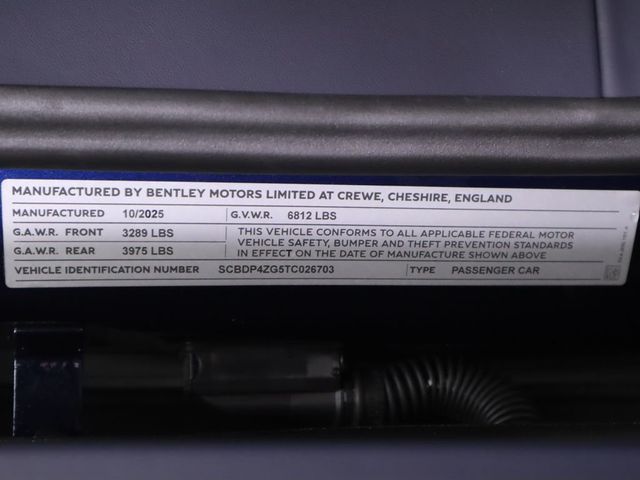 MANUFACTURED BY BENTLEY MOTORS LIMITED AT CREWE, CHESHIRE, ENGLAND
MANUFACTURED 10/2025 G.V.W.R. 6812 LBS
G.A.W.R. FRONT 3289 LBS
G.A.W.R. REAR 3975 LBS
THIS VEHICLE CONFORMS TO ALL APPLICABLE FEDERAL MOTOR
VEHICLE SAFETY, BUMPER AND THEFT PREVENTION STANDARDS
IN EFFECT ON THE DATE OF MANUFACTURE SHOWN ABOVE
VEHICLE IDENTIFICATION NUMBER SCBDP4ZG5TC026703 TYPE PASSENGER CAR